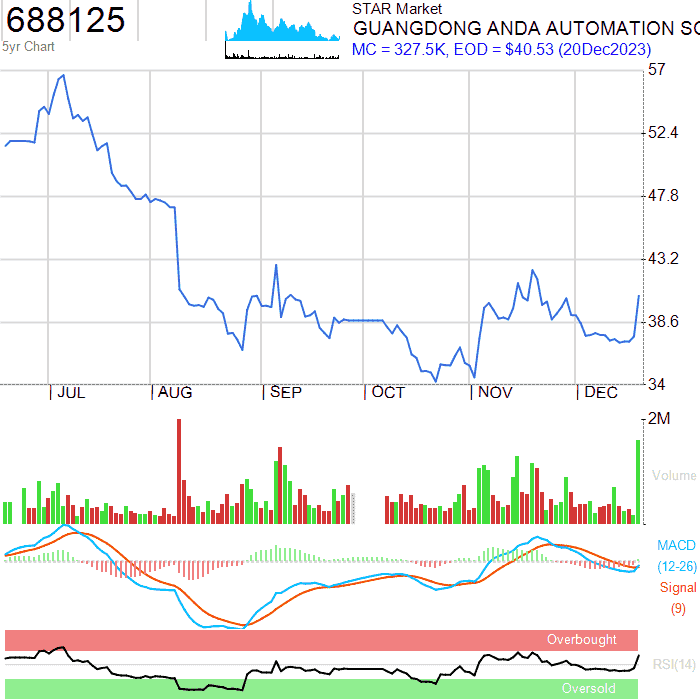 688125
5yr Chart
STAR Market
GUANGDONG ANDA AUTOMATION SO
MC = 327.5K, EOD = $40.53 (20Dec2023)
57
52.4
47.8
43.2
38.6
34
JUL AUG SEP OCT NOV DEC
2M
Volume
MACD
(12-26)
Signal
(9)
Overbought
RSI(14)
Oversold